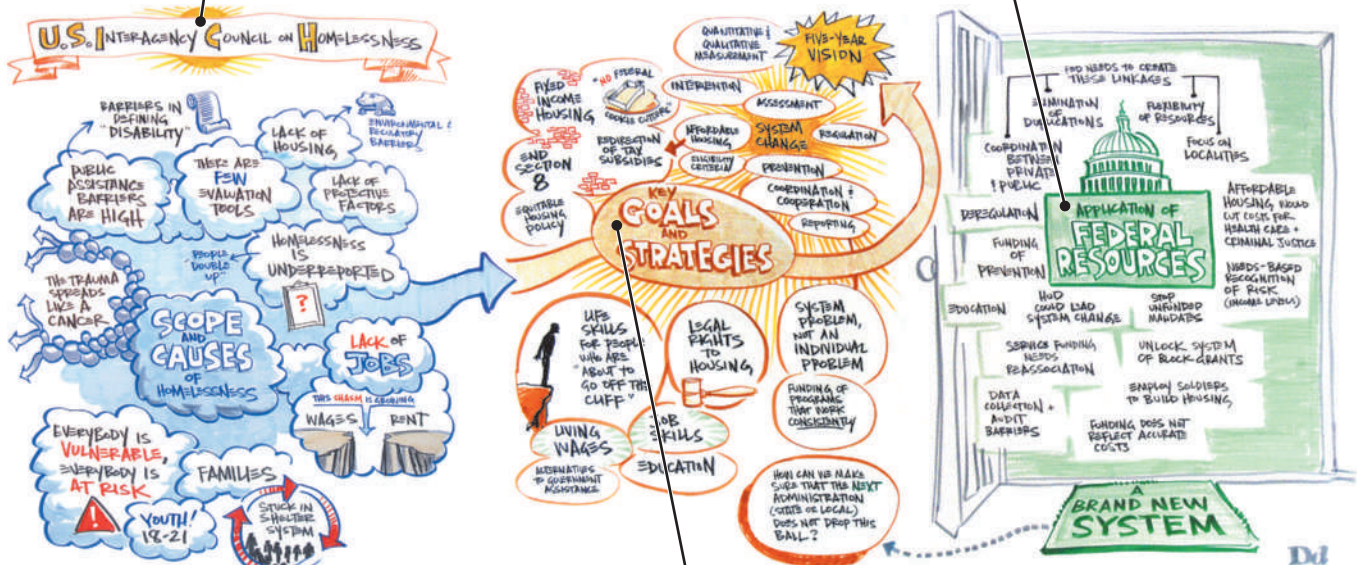 U.S. INTERAGENCY COUNCIL ON HOMELESSNESS
BARRIERS IN
DEFINING
"DISABILITY"
LACK OF
HOUSING
ENVIRONMENTAL &
REGULATORY
BARRIERS
PUBLIC
ASSISTANCE
BARRIERS
ARE HIGH
THERE ARE
FEW
EVALUATION
TOOLS
LACK OF
PROTECTIVE
FACTORS
"PEOPLE
DOUBLE
UP"
HOMELESSNESS
IS
UNDERREPORTED
?
THE TRAUMA
SPREADS
LIKE A
CANCER
SCOPE
AND
CAUSES
OF
HOMELESSNESS
LACK OF
JOBS
THIS CHASM IS GROWING
WAGES
RENT
EVERYBODY IS
VULNERABLE,
EVERYBODY IS
AT RISK
!
FAMILIES
YOUTH!
18-21
STUCK IN
SHELTER
SYSTEM
QUANTITATIVE &
QUALITATIVE
MEASUREMENT
FIVE-YEAR
VISION
FIXED
INCOME
HOUSING
"NO FEDERAL
COOKIE CUTTERS"
INTERVENTION
ASSESSMENT
AFFORDABLE
HOUSING
SYSTEM
CHANGE
REGULATION
END
SECTION
8
REDIRECTION
OF TAX
SUBSIDIES
ELIGIBILITY
CRITERIA
PREVENTION
EQUITABLE
HOUSING
POLICY
COORDINATION &
COOPERATION
REPORTING
KEY
GOALS
AND
STRATEGIES
LIFE
SKILLS
FOR PEOPLE
WHO ARE
"ABOUT TO
GO OFF THE
CLIFF"
LEGAL
RIGHTS
TO
HOUSING
SYSTEM
PROBLEM,
NOT AN
INDIVIDUAL
PROBLEM
FUNDING OF
PROGRAMS
THAT WORK
CONSISTENTLY
LIVING
WAGES
JOB
SKILLS
ALTERNATIVES
TO GOVERNMENT
ASSISTANCE
EDUCATION
HOW CAN WE MAKE
SURE THAT THE NEXT
ADMINISTRATION
(STATE OR LOCAL)
DOES NOT DROP THIS
BALL?
FED NEEDS TO CREATE
THESE LINKAGES
ELIMINATION
OF
DUPLICATIONS
FLEXIBILITY
OF RESOURCES
COORDINATION
BETWEEN
PRIVATE
! PUBLIC
FOCUS ON
LOCALITIES
APPLICATION OF
FEDERAL
RESOURCES
DEREGULATION
AFFORDABLE
HOUSING WOULD
CUT COSTS FOR
HEALTH CARE +
CRIMINAL JUSTICE
FUNDING
OF
PREVENTION
NEEDS-BASED
RECOGNITION
OF RISK
(INCOME LEVELS)
EDUCATION
HUD
COULD LEAD
SYSTEM CHANGE
STOP
UNFUNDED
MANDATES
SERVICE FUNDING
NEEDS
REASSOCIATION
UNLOCK SYSTEM
OF BLOCK GRANTS
DATA
COLLECTION +
AUDIT
BARRIERS
EMPLOY SOLDIERS
TO BUILD HOUSING
FUNDING DOES NOT
REFLECT ACCURATE
COSTS
A
BRAND NEW
SYSTEM
Dd